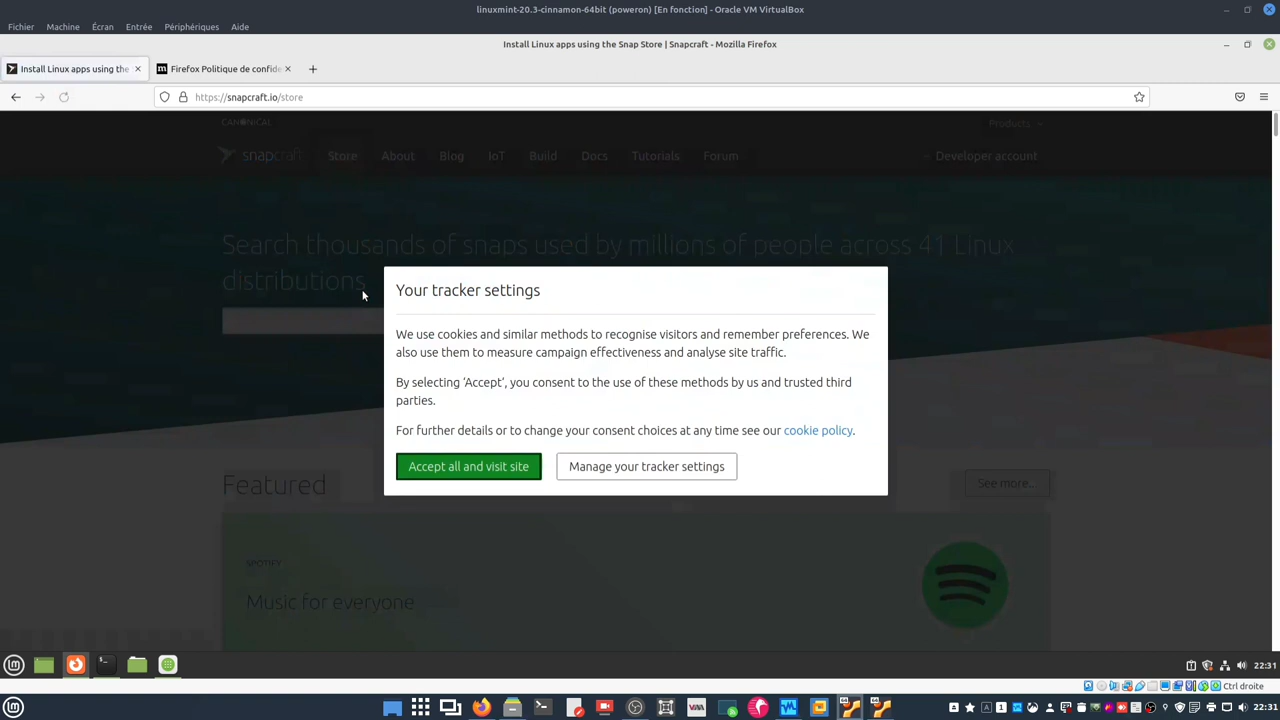 linuxmint-20.3-cinnamon-64bit (poweron) [En fonction] - Oracle VM VirtualBox
Fichier Machine Écran Entrée Périphériques Aide
Install Linux apps using the Snap Store | Snapcraft - Mozilla Firefox
Install Linux apps using the
Firefox Politique de confide
https://snapcraft.io/store
CANONICAL
Products
snapcraft Store About Blog IoT Build Docs Tutorials Forum Developer account
Search thousands of snaps used by millions of people across 41 Linux
distributions
Your tracker settings
We use cookies and similar methods to recognise visitors and remember preferences. We
also use them to measure campaign effectiveness and analyse site traffic.
By selecting ‘Accept‘, you consent to the use of these methods by us and trusted third
parties.
For further details or to change your consent choices at any time see our cookie policy.
Accept all and visit site
Manage your tracker settings
Featured
See more..
SPOTIFY
Music for everyone
22:31
Ctrl droite
22:31